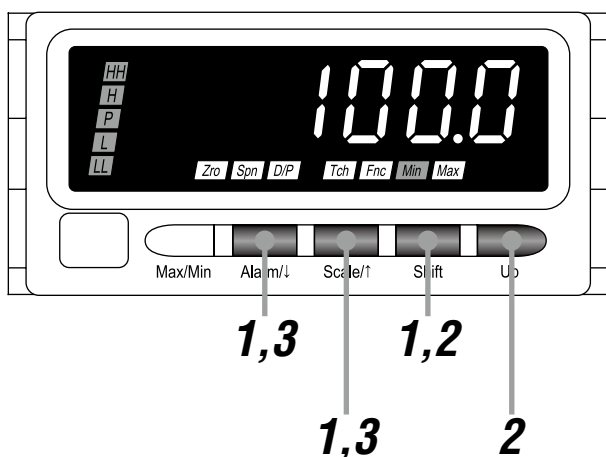 HH
H
P
L
LL
100.0
Zro Spn D/P Tch Fnc Min Max
Max/Min Alarm/↓ Scale/↑ Shift Up
1,3 1,2
1,3 2